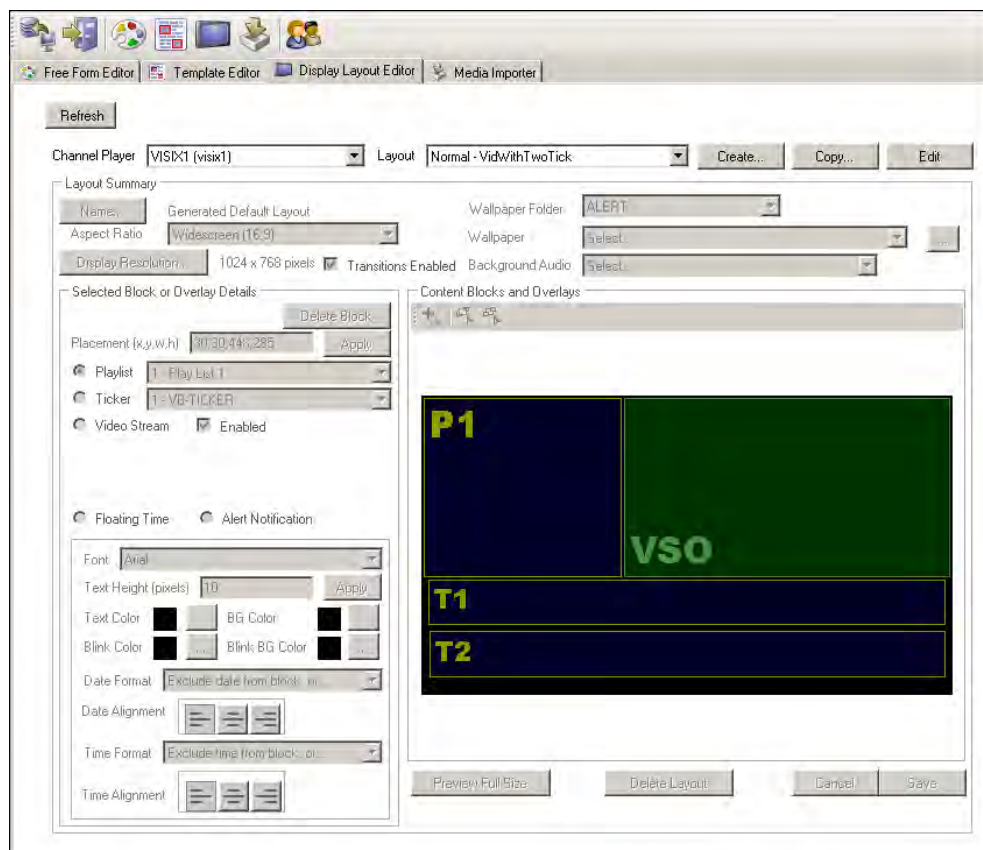 Free Form Editor Template Editor Display Layout Editor Media Importer
Refresh
Channel Player VISIX1 (visix1) Layout Normal - VidWithTwoTick Create... Copy... Edit
Layout Summary
Name... Generated Default Layout Wallpaper Folder ALERT
Aspect Ratio Widescreen (16:9) Wallpaper Select...
Display Resolution... 1024 x 768 pixels Transitions Enabled Background Audio Select...
Selected Block or Overlay Details Content Blocks and Overlays
Delete Block...
Placement (x,y,w,h) Apply
Playlist 1 - Play List 1
Ticker 1 - VB-TICKER
Video Stream Enabled
P1
VSO
T1
T2
Floating Time Alert Notification
Font Arial
Text Height (pixels) 10 Apply
Text Color ... BG Color ...
Blink Color ... Blink BG Color ...
Date Format Exclude date from block, or...
Date Alignment
Time Format Exclude time from block, or...
Time Alignment
Preview Full Size Delete Layout Cancel Save